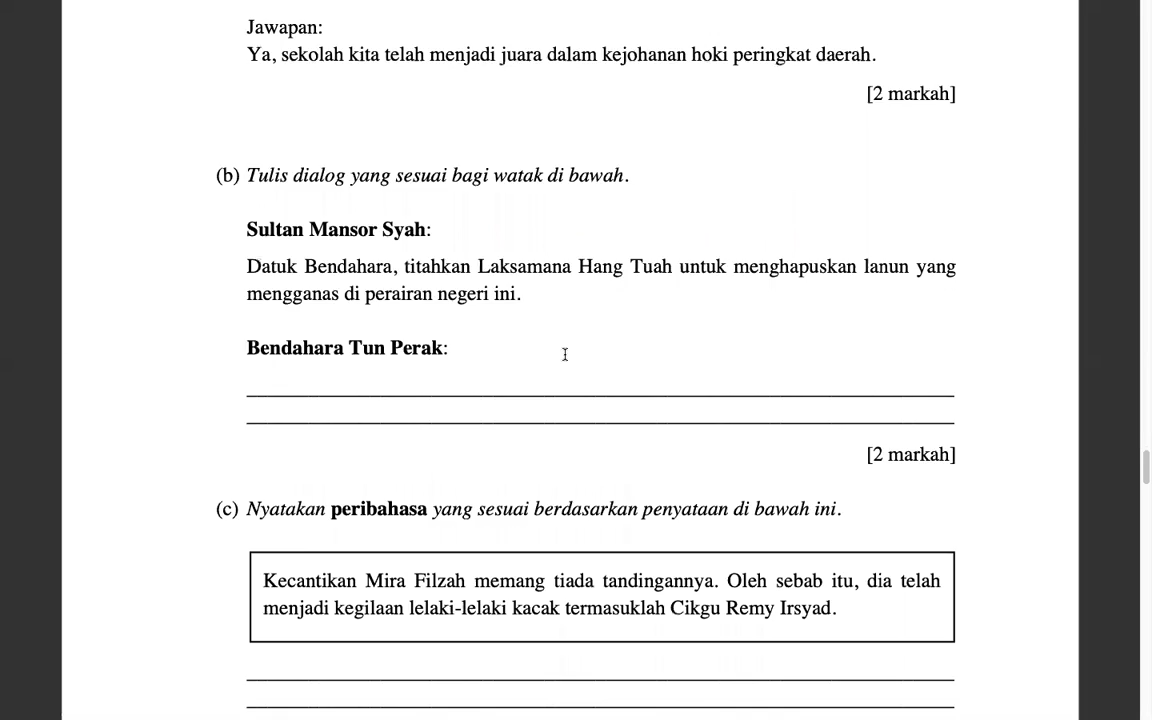 Jawapan:
Ya, sekolah kita telah menjadi juara dalam kejohanan hoki peringkat daerah.
[2 markah]
(b) Tulis dialog yang sesuai bagi watak di bawah.
Sultan Mansor Syah:
Datuk Bendahara, titahkan Laksamana Hang Tuah untuk menghapuskan lanun yang
mengganas di perairan negeri ini.
Bendahara Tun Perak:
[2 markah]
(c) Nyatakan peribahasa yang sesuai berdasarkan penyataan di bawah ini.
Kecantikan Mira Filzah memang tiada tandingannya. Oleh sebab itu, dia telah
menjadi kegilaan lelaki-lelaki kacak termasuklah Cikgu Remy Irsyad.